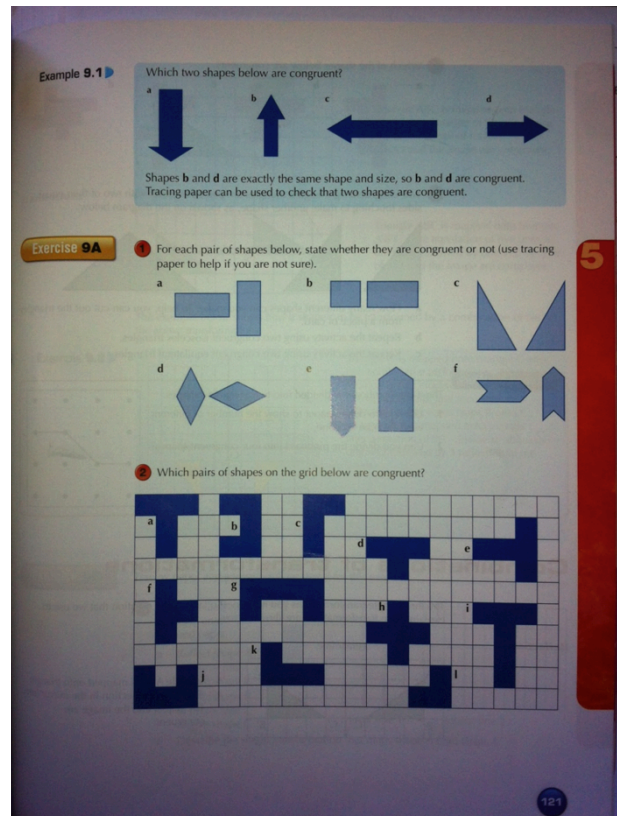 Example 9.1
Which two shapes below are congruent?
a
b
c
d
Shapes b and d are exactly the same shape and size, so b and d are congruent.
Tracing paper can be used to check that two shapes are congruent.
Exercise 9A
1 For each pair of shapes below, state whether they are congruent or not (use tracing
paper to help if you are not sure).
5
a
b
c
d
e
f
2 Which pairs of shapes on the grid below are congruent?
a
b
c
d
e
f
g
h
i
k
j
l
121